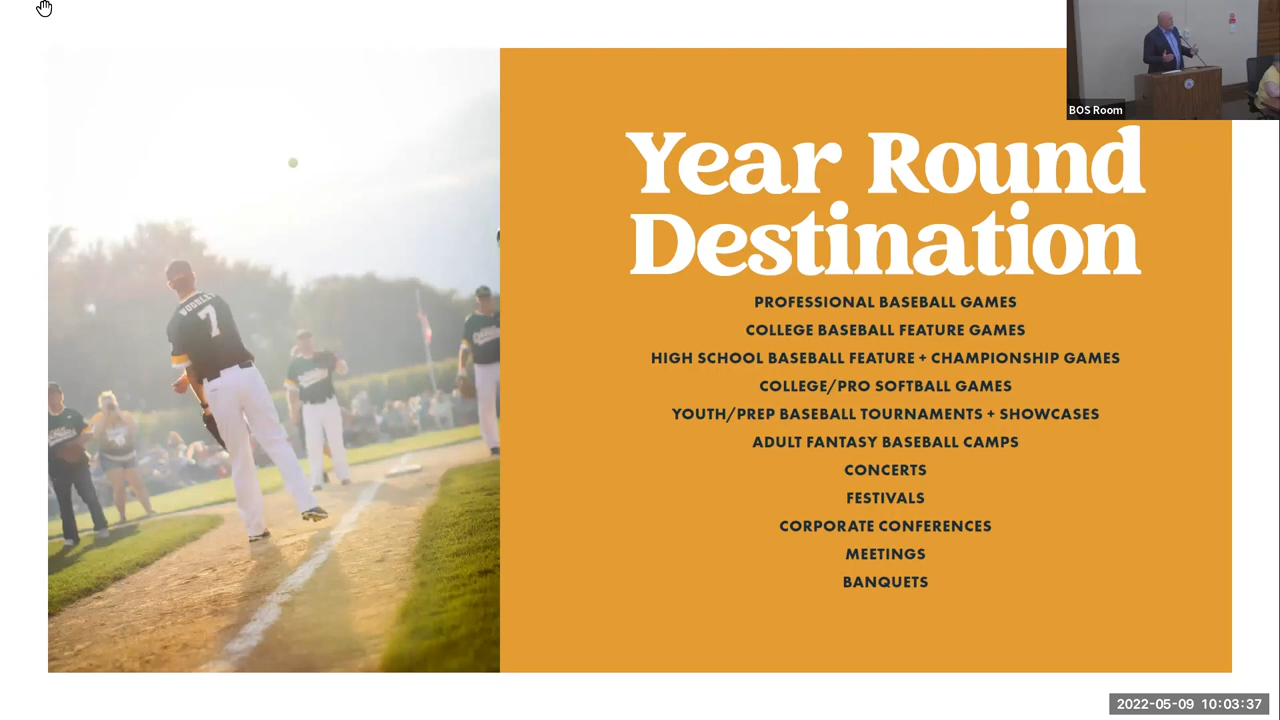 BOS Room
Year Round
Destination
PROFESSIONAL BASEBALL GAMES
COLLEGE BASEBALL FEATURE GAMES
HIGH SCHOOL BASEBALL FEATURE + CHAMPIONSHIP GAMES
COLLEGE/PRO SOFTBALL GAMES
YOUTH/PREP BASEBALL TOURNAMENTS + SHOWCASES
ADULT FANTASY BASEBALL CAMPS
CONCERTS
FESTIVALS
CORPORATE CONFERENCES
MEETINGS
BANQUETS
7
2022-05-09 10:03:37